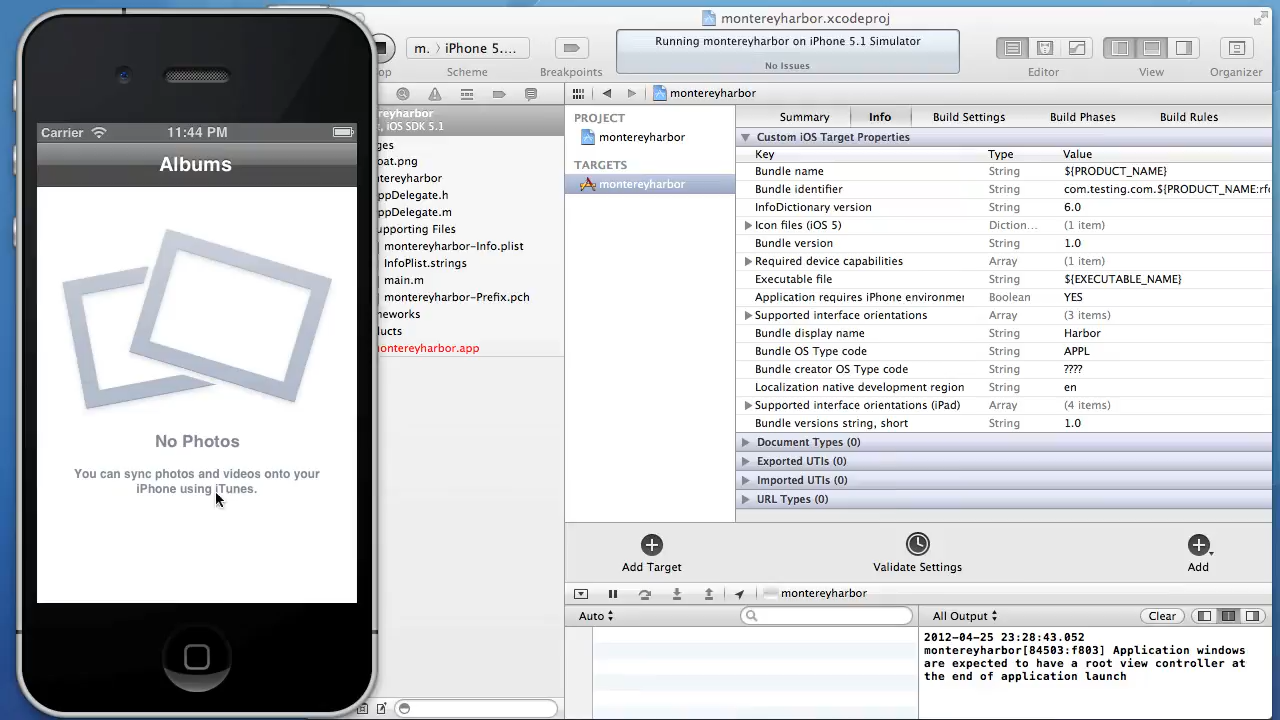 montereyharbor.xcodeproj
m. 〉 iPhone 5....
Running montereyharbor on iPhone 5.1 Simulator
No Issues
op
Scheme
Breakpoints
Editor
View
Organizer
montereyharbor
Carrier
11:44 PM
Albums
No Photos
You can sync photos and videos onto your
iPhone using iTunes.
eyharbor
, iOS SDK 5.1
ges
oat.png
ntereyharbor
ppDelegate.h
ppDelegate.m
upporting Files
montereyharbor-Info.plist
InfoPlist.strings
main.m
montereyharbor-Prefix.pch
meworks
ducts
nontereyharbor.app
PROJECT
montereyharbor
TARGETS
montereyharbor
Summary Info Build Settings Build Phases Build Rules
Custom iOS Target Properties
Key Type Value
Bundle name String ${PRODUCT_NAME}
Bundle identifier String com.testing.com.${PRODUCT_NAME:rfc
InfoDictionary version String 6.0
Icon files (iOS 5) Diction... (1 item)
Bundle version String 1.0
Required device capabilities Array (1 item)
Executable file String ${EXECUTABLE_NAME}
Application requires iPhone environmen Boolean YES
Supported interface orientations Array (3 items)
Bundle display name String Harbor
Bundle OS Type code String APPL
Bundle creator OS Type code String ????
Localization native development region String en
Supported interface orientations (iPad) Array (4 items)
Bundle versions string, short String 1.0
Document Types (0)
Exported UTIs (0)
Imported UTIs (0)
URL Types (0)
Add Target
Validate Settings
Add
montereyharbor
Auto
All Output
Clear
2012-04-25 23:28:43.052
montereyharbor[84503:f803] Application windows
are expected to have a root view controller at
the end of application launch